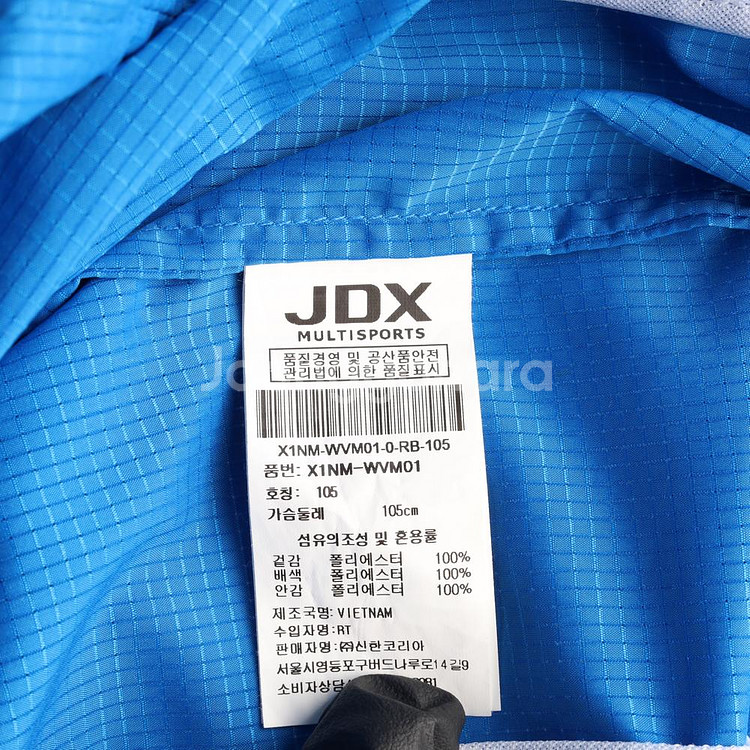 JDX
MULTISPORTS
품질경영 및 공산품안전
관리법에 의한 품질표시
X1NM-WVM01-0-RB-105
품번: X1NM-WVM01
호칭: 105
가슴둘레 105cm
섬유의조성 및 혼용률
겉감 폴리에스터 100%
배색 폴리에스터 100%
안감 폴리에스터 100%
제조국명: VIETNAM
수입자명: RT
판매자명: (주)신한코리아
서울시영등포구버드나루로14길9
소비자상담